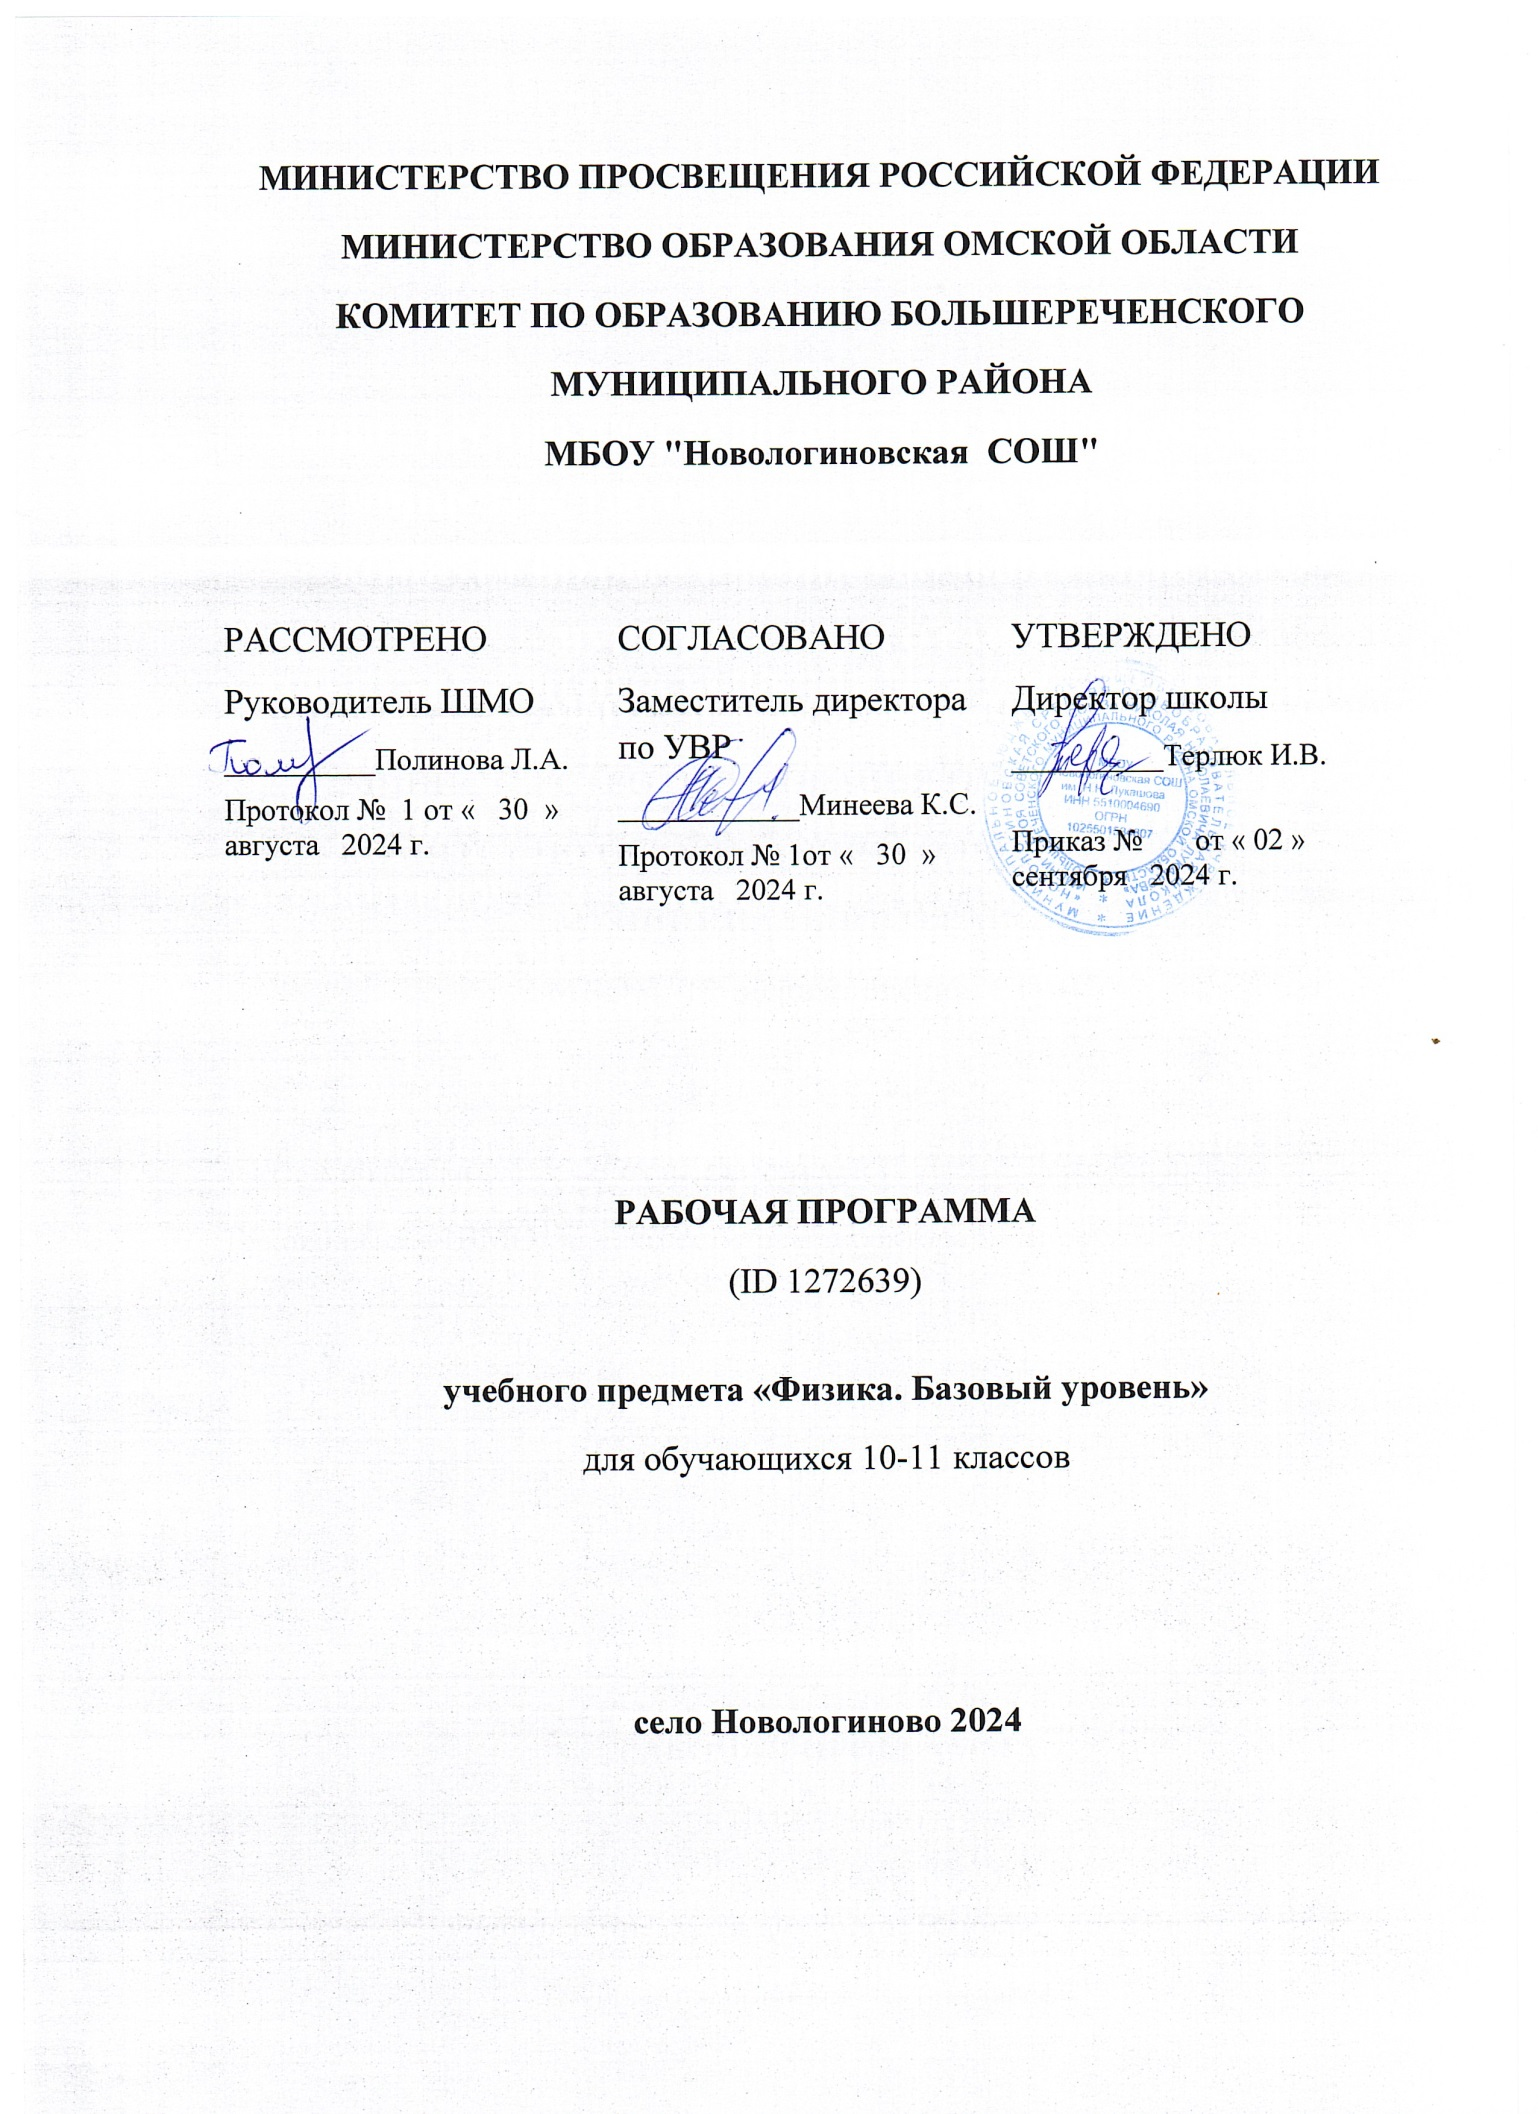 МИНИСТЕРСТВО ПРОСВЕЩЕНИЯ РОССИЙСКОЙ ФЕДЕРАЦИИ
МИНИСТЕРСТВО ОБРАЗОВАНИЯ ОМСКОЙ ОБЛАСТИ
КОМИТЕТ ПО ОБРАЗОВАНИЮ БОЛЬШЕРЕЧЕНСКОГО
МУНИЦИПАЛЬНОГО РАЙОНА
МБОУ "Новологиновская СОШ"
РАССМОТРЕНО
Руководитель ШМО
Полинова Л.А.
Протокол № 1 от « 30 »
августа 2024 г.
СОГЛАСОВАНО
Заместитель директора
по УВР
Минеева К.С.
Протокол № 1от « 30 »
августа 2024 г.
УТВЕРЖДЕНО
Директор школы
Терлюк И.В.
Приказ № от « 02 »
сентября 2024 г.
ИНН 5510004690
ОГРН
РАБОЧАЯ ПРОГРАММА
(ID 1272639)
учебного предмета «Физика. Базовый уровень»
для обучающихся 10-11 классов
село Новологиново 2024